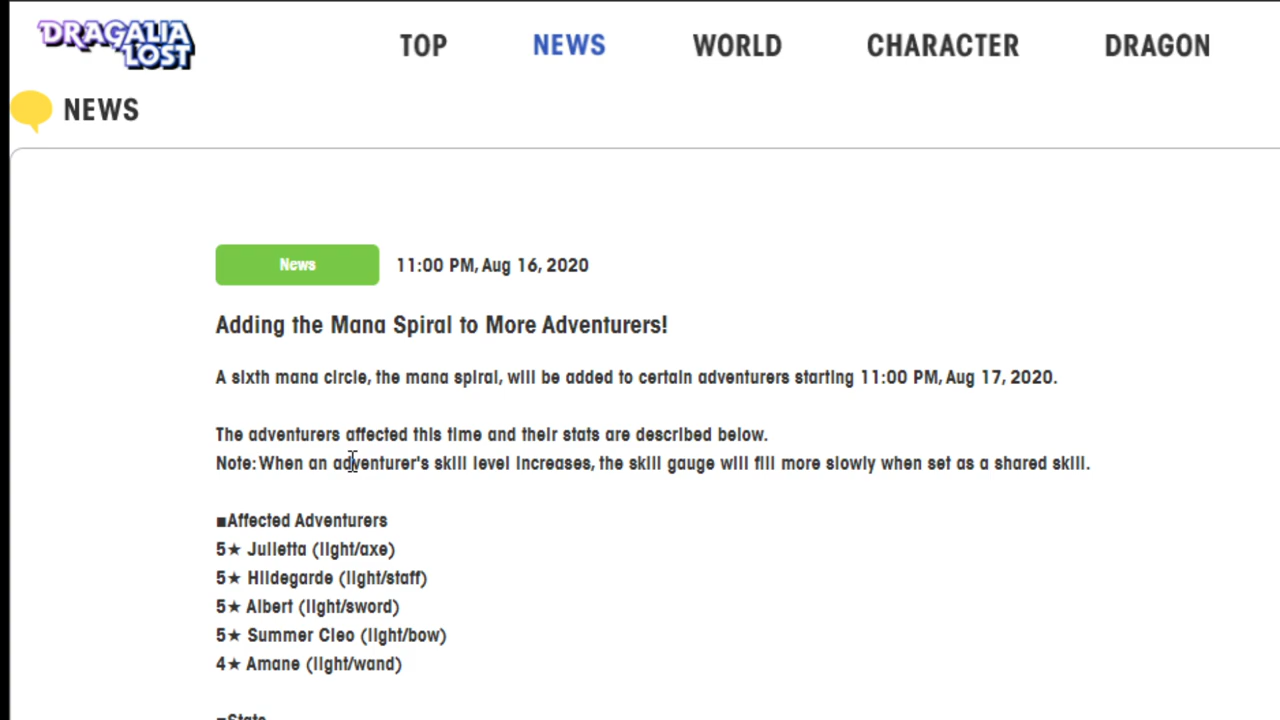 DRAGALIA LOST
TOP NEWS WORLD CHARACTER DRAGON
NEWS
News 11:00 PM, Aug 16, 2020
Adding the Mana Spiral to More Adventurers!
A sixth mana circle, the mana spiral, will be added to certain adventurers starting 11:00 PM, Aug 17, 2020.
The adventurers affected this time and their stats are described below.
Note: When an adventurer's skill level increases, the skill gauge will fill more slowly when set as a shared skill.
■Affected Adventurers
5★ Julietta (light/axe)
5★ Hildegarde (light/staff)
5★ Albert (light/sword)
5★ Summer Cleo (light/bow)
4★ Amane (light/wand)
■Stats